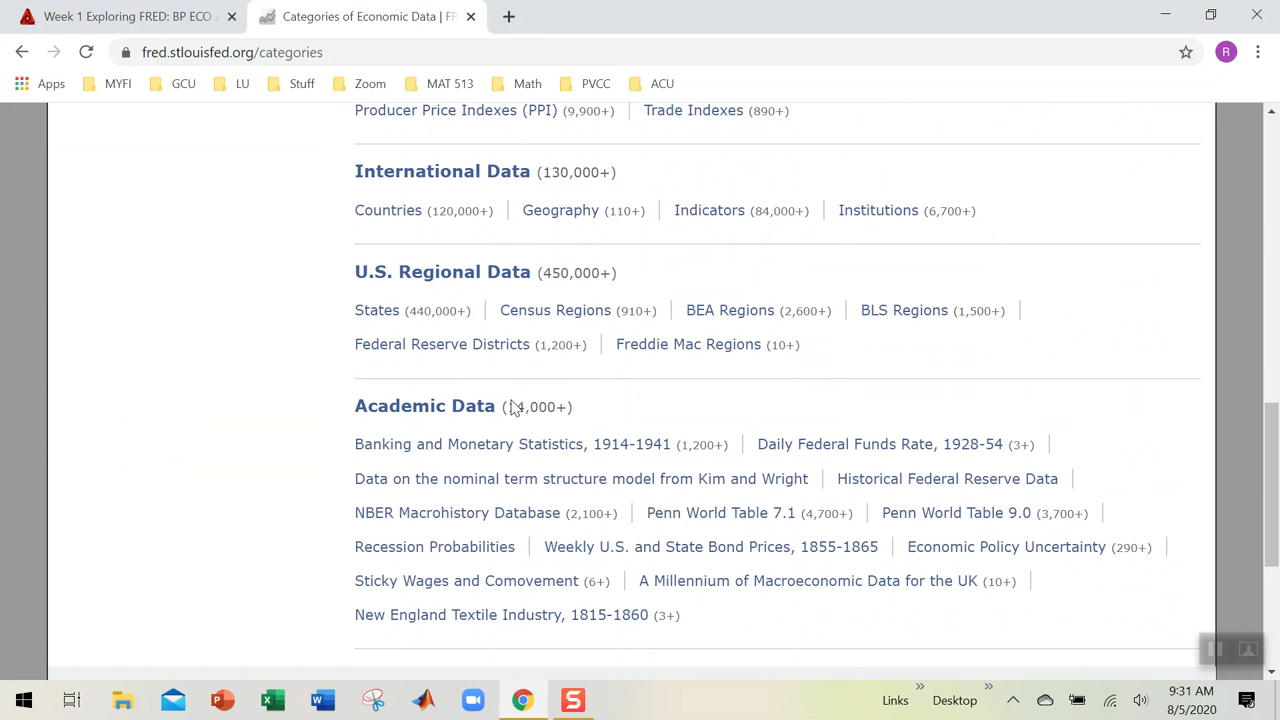 Week 1 Exploring FRED: BP ECO
Categories of Economic Data | FR
fred.stlouisfed.org/categories
R
Apps MYFI GCU LU Stuff Zoom MAT 513 Math PVCC ACU
Producer Price Indexes (PPI) (9,900+) Trade Indexes (890+)
International Data (130,000+)
Countries (120,000+) Geography (110+) Indicators (84,000+) Institutions (6,700+)
U.S. Regional Data (450,000+)
States (440,000+) Census Regions (910+) BEA Regions (2,600+) BLS Regions (1,500+)
Federal Reserve Districts (1,200+) Freddie Mac Regions (10+)
Academic Data
Banking and Monetary Statistics, 1914-1941 (1,200+) Daily Federal Funds Rate, 1928-54 (3+)
Data on the nominal term structure model from Kim and Wright Historical Federal Reserve Data
NBER Macrohistory Database (2,100+) Penn World Table 7.1 (4,700+) Penn World Table 9.0 (3,700+)
Recession Probabilities Weekly U.S. and State Bond Prices, 1855-1865 Economic Policy Uncertainty (290+)
Sticky Wages and Comovement (6+) A Millennium of Macroeconomic Data for the UK (10+)
New England Textile Industry, 1815-1860 (3+)
Links » Desktop »
9:31 AM
8/5/2020